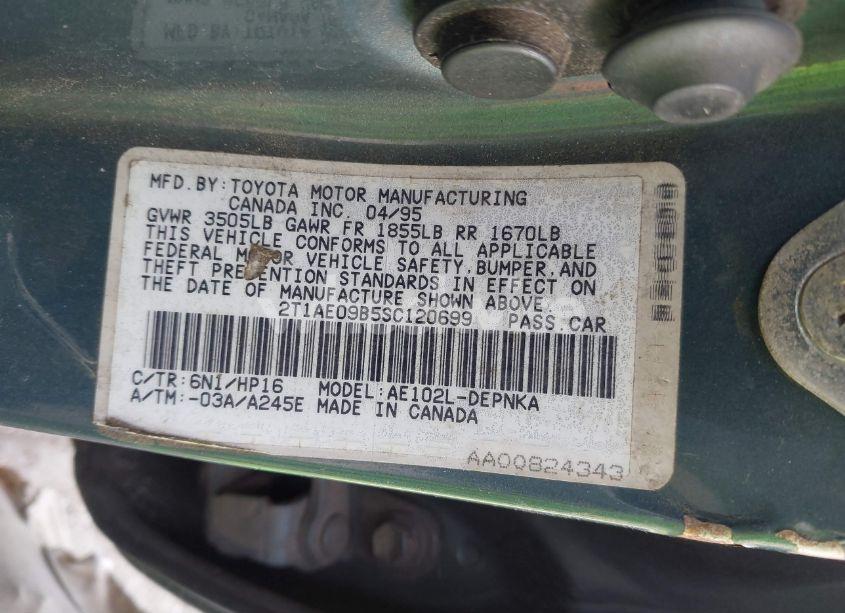 MFD.BY:TOYOTA MOTOR MANUFACTURING
CANADA INC. 04/95
GVWR 3505LB GAWR FR 1855LB RR 1670LB
THIS VEHICLE CONFORMS TO ALL APPLICABLE
FEDERAL MOTOR VEHICLE SAFETY,BUMPER,AND
THEFT PREVENTION STANDARDS IN EFFECT ON
THE DATE OF MANUFACTURE SHOWN ABOVE.
2T1AE09B5SC120699 PASS.CAR
C/TR:6N1/HP16 MODEL:AE102L-DEPNKA
A/TM:-03A/A245E MADE IN CANADA
AA00824343